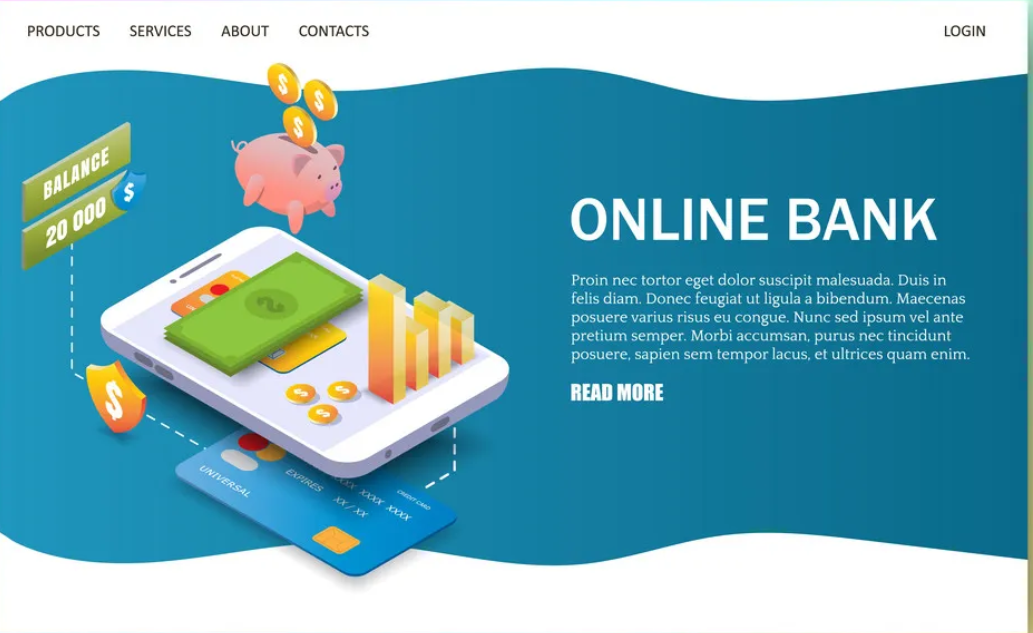 PRODUCTS SERVICES ABOUT CONTACTS LOGIN
BALANCE
20 000
$
$
$
$
$
ONLINE BANK
Proin nec tortor eget dolor suscipit malesuada. Duis in
felis diam. Donec feugiat ut ligula a bibendum. Maecenas
posuere varius risus eu congue. Nunc sed ipsum vel ante
pretium semper. Morbi accumsan, purus nec tincidunt
posuere, sapien sem tempor lacus, et ultrices quam enim.
READ MORE
UNIVERSAL
EXPIRES
XX / XX
XXXX XXXX XXXX
CREDIT CARD